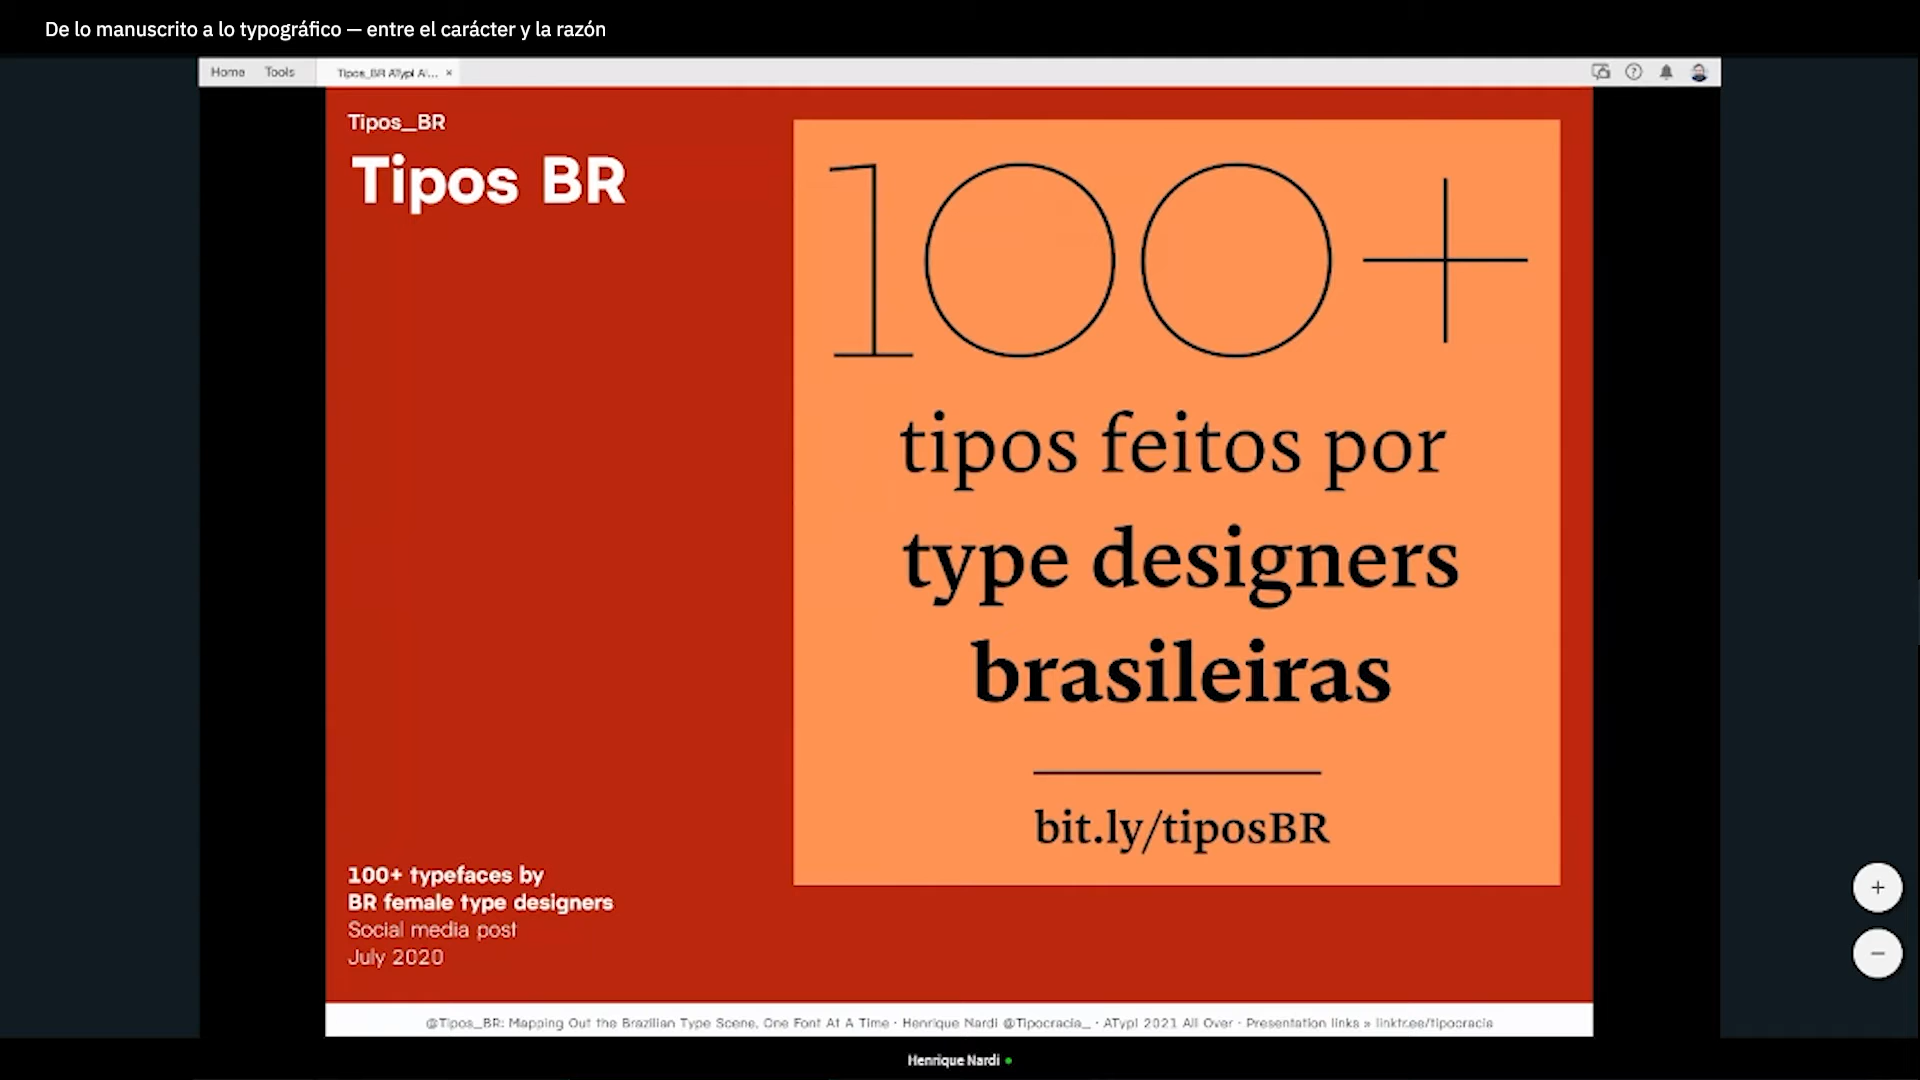 De lo manuscrito a lo typográfico — entre el carácter y la razón
Home Tools Tipos_BR ATypI Al... ×
Tipos_BR
Tipos BR
100+
tipos feitos por
type designers
brasileiras
bit.ly/tiposBR
100+ typefaces by
BR female type designers
Social media post
July 2020
@Tipos_BR: Mapping Out the Brazilian Type Scene, One Font At A Time · Henrique Nardi @Tipocracia_ · ATypI 2021 All Over · Presentation links » linktr.ee/tipocracia
Henrique Nardi